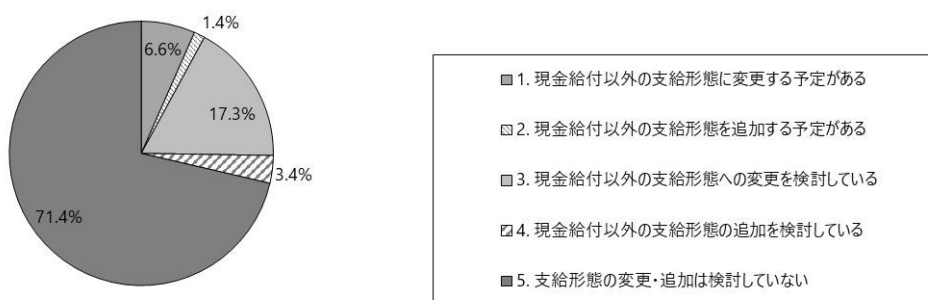 1.4%
6.6%
17.3%
3.4%
71.4%
1. 現金給付以外の支給形態に変更する予定がある
2. 現金給付以外の支給形態を追加する予定がある
3. 現金給付以外の支給形態への変更を検討している
4. 現金給付以外の支給形態の追加を検討している
5. 支給形態の変更・追加は検討していない